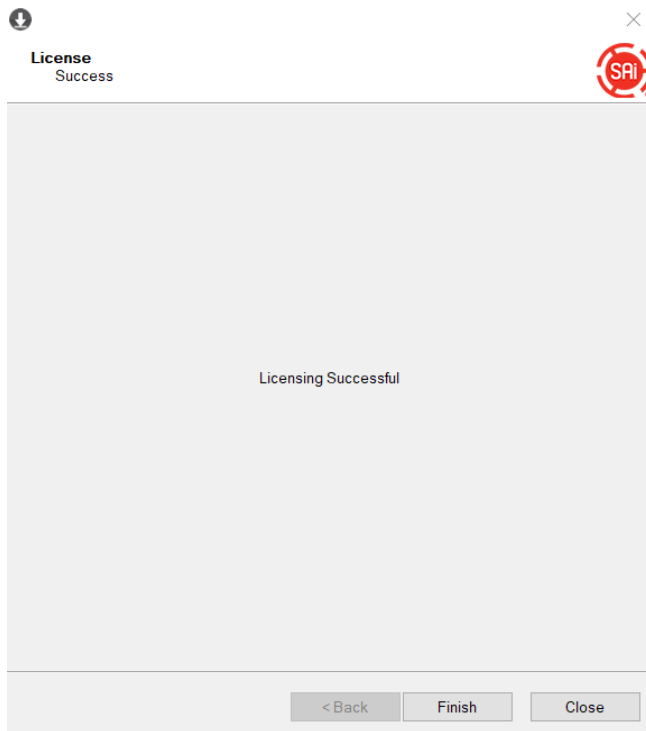 License
Success
SAi
Licensing Successful
< Back
Finish
Close